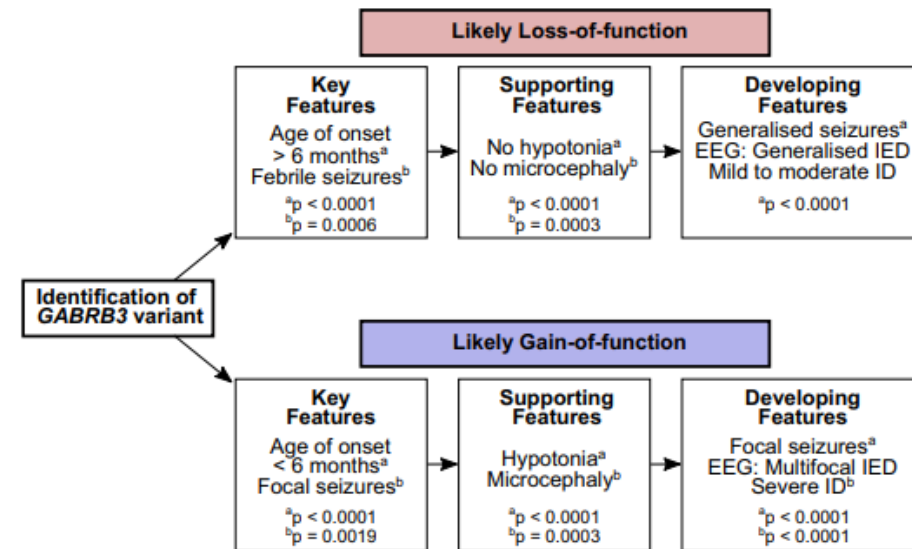 Likely Loss-of-function
Key
Features
Age of onset
> 6 monthsᵃ
Febrile seizuresᵇ
ᵃp < 0.0001
ᵇp = 0.0006
Supporting
Features
No hypotoniaᵃ
No microcephalyᵇ
ᵃp < 0.0001
ᵇp = 0.0003
Developing
Features
Generalised seizuresᵃ
EEG: Generalised IED
Mild to moderate ID
ᵃp < 0.0001
Identification of
GABRB3 variant
Likely Gain-of-function
Key
Features
Age of onset
< 6 monthsᵃ
Focal seizuresᵇ
ᵃp < 0.0001
ᵇp = 0.0019
Supporting
Features
Hypotoniaᵃ
Microcephalyᵇ
ᵃp < 0.0001
ᵇp = 0.0003
Developing
Features
Focal seizuresᵃ
EEG: Multifocal IED
Severe IDᵇ
ᵃp < 0.0001
ᵇp < 0.0001